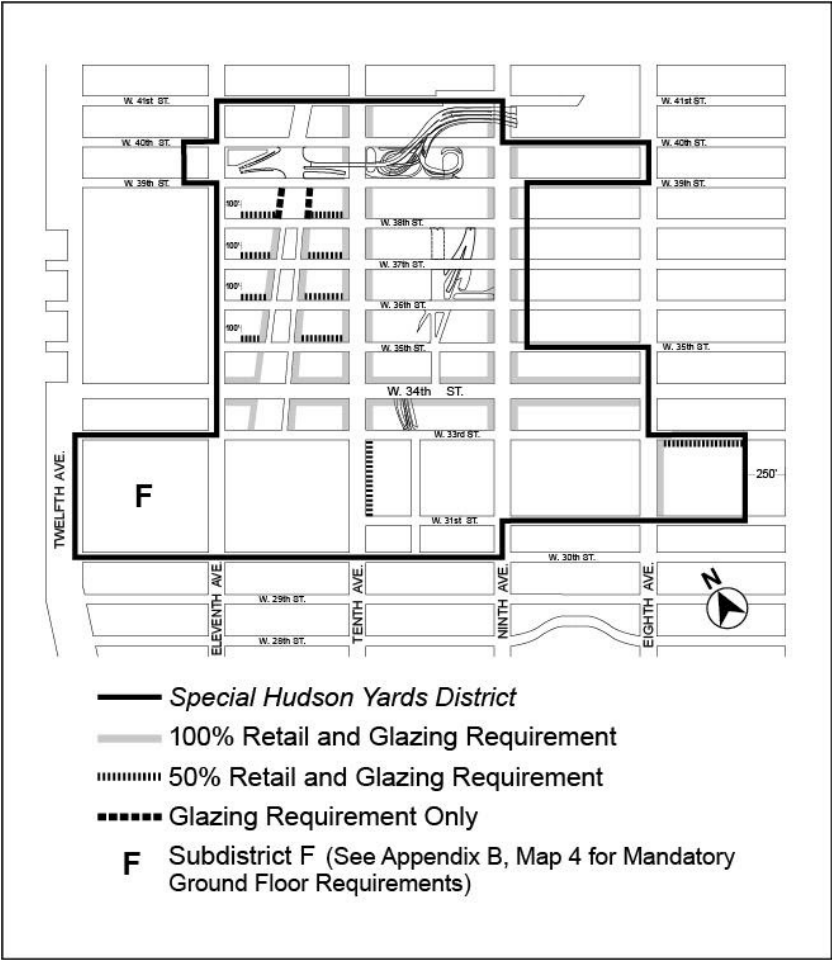 W. 41st ST.
W. 41st ST.
W. 40th ST.
W. 40th ST.
W. 39th ST.
W. 39th ST.
100'
W. 38th ST.
100'
W. 37th ST.
100'
W. 36th ST.
100'
W. 35th ST.
W. 35th ST.
W. 34th ST.
W. 33rd ST.
TWELFTH AVE.
F
250'
W. 31st ST.
W. 30th ST.
ELEVENTH AVE.
TENTH AVE.
NINTH AVE.
EIGHTH AVE.
N
W. 29th ST.
W. 28th ST.
Special Hudson Yards District
100% Retail and Glazing Requirement
50% Retail and Glazing Requirement
Glazing Requirement Only
F Subdistrict F (See Appendix B, Map 4 for Mandatory
Ground Floor Requirements)